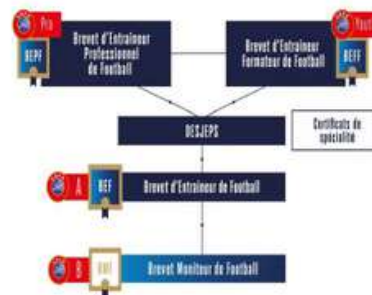 Pro
BEPF
Brevet d'Entraîneur
Professionnel
de Football
Youth
BEFF
Brevet d'Entraîneur
Formateur de Football
DESJEPS
Certificats de
spécialité
A
BEF
Brevet d'Entraîneur de Football
B
BMF
Brevet Moniteur de Football